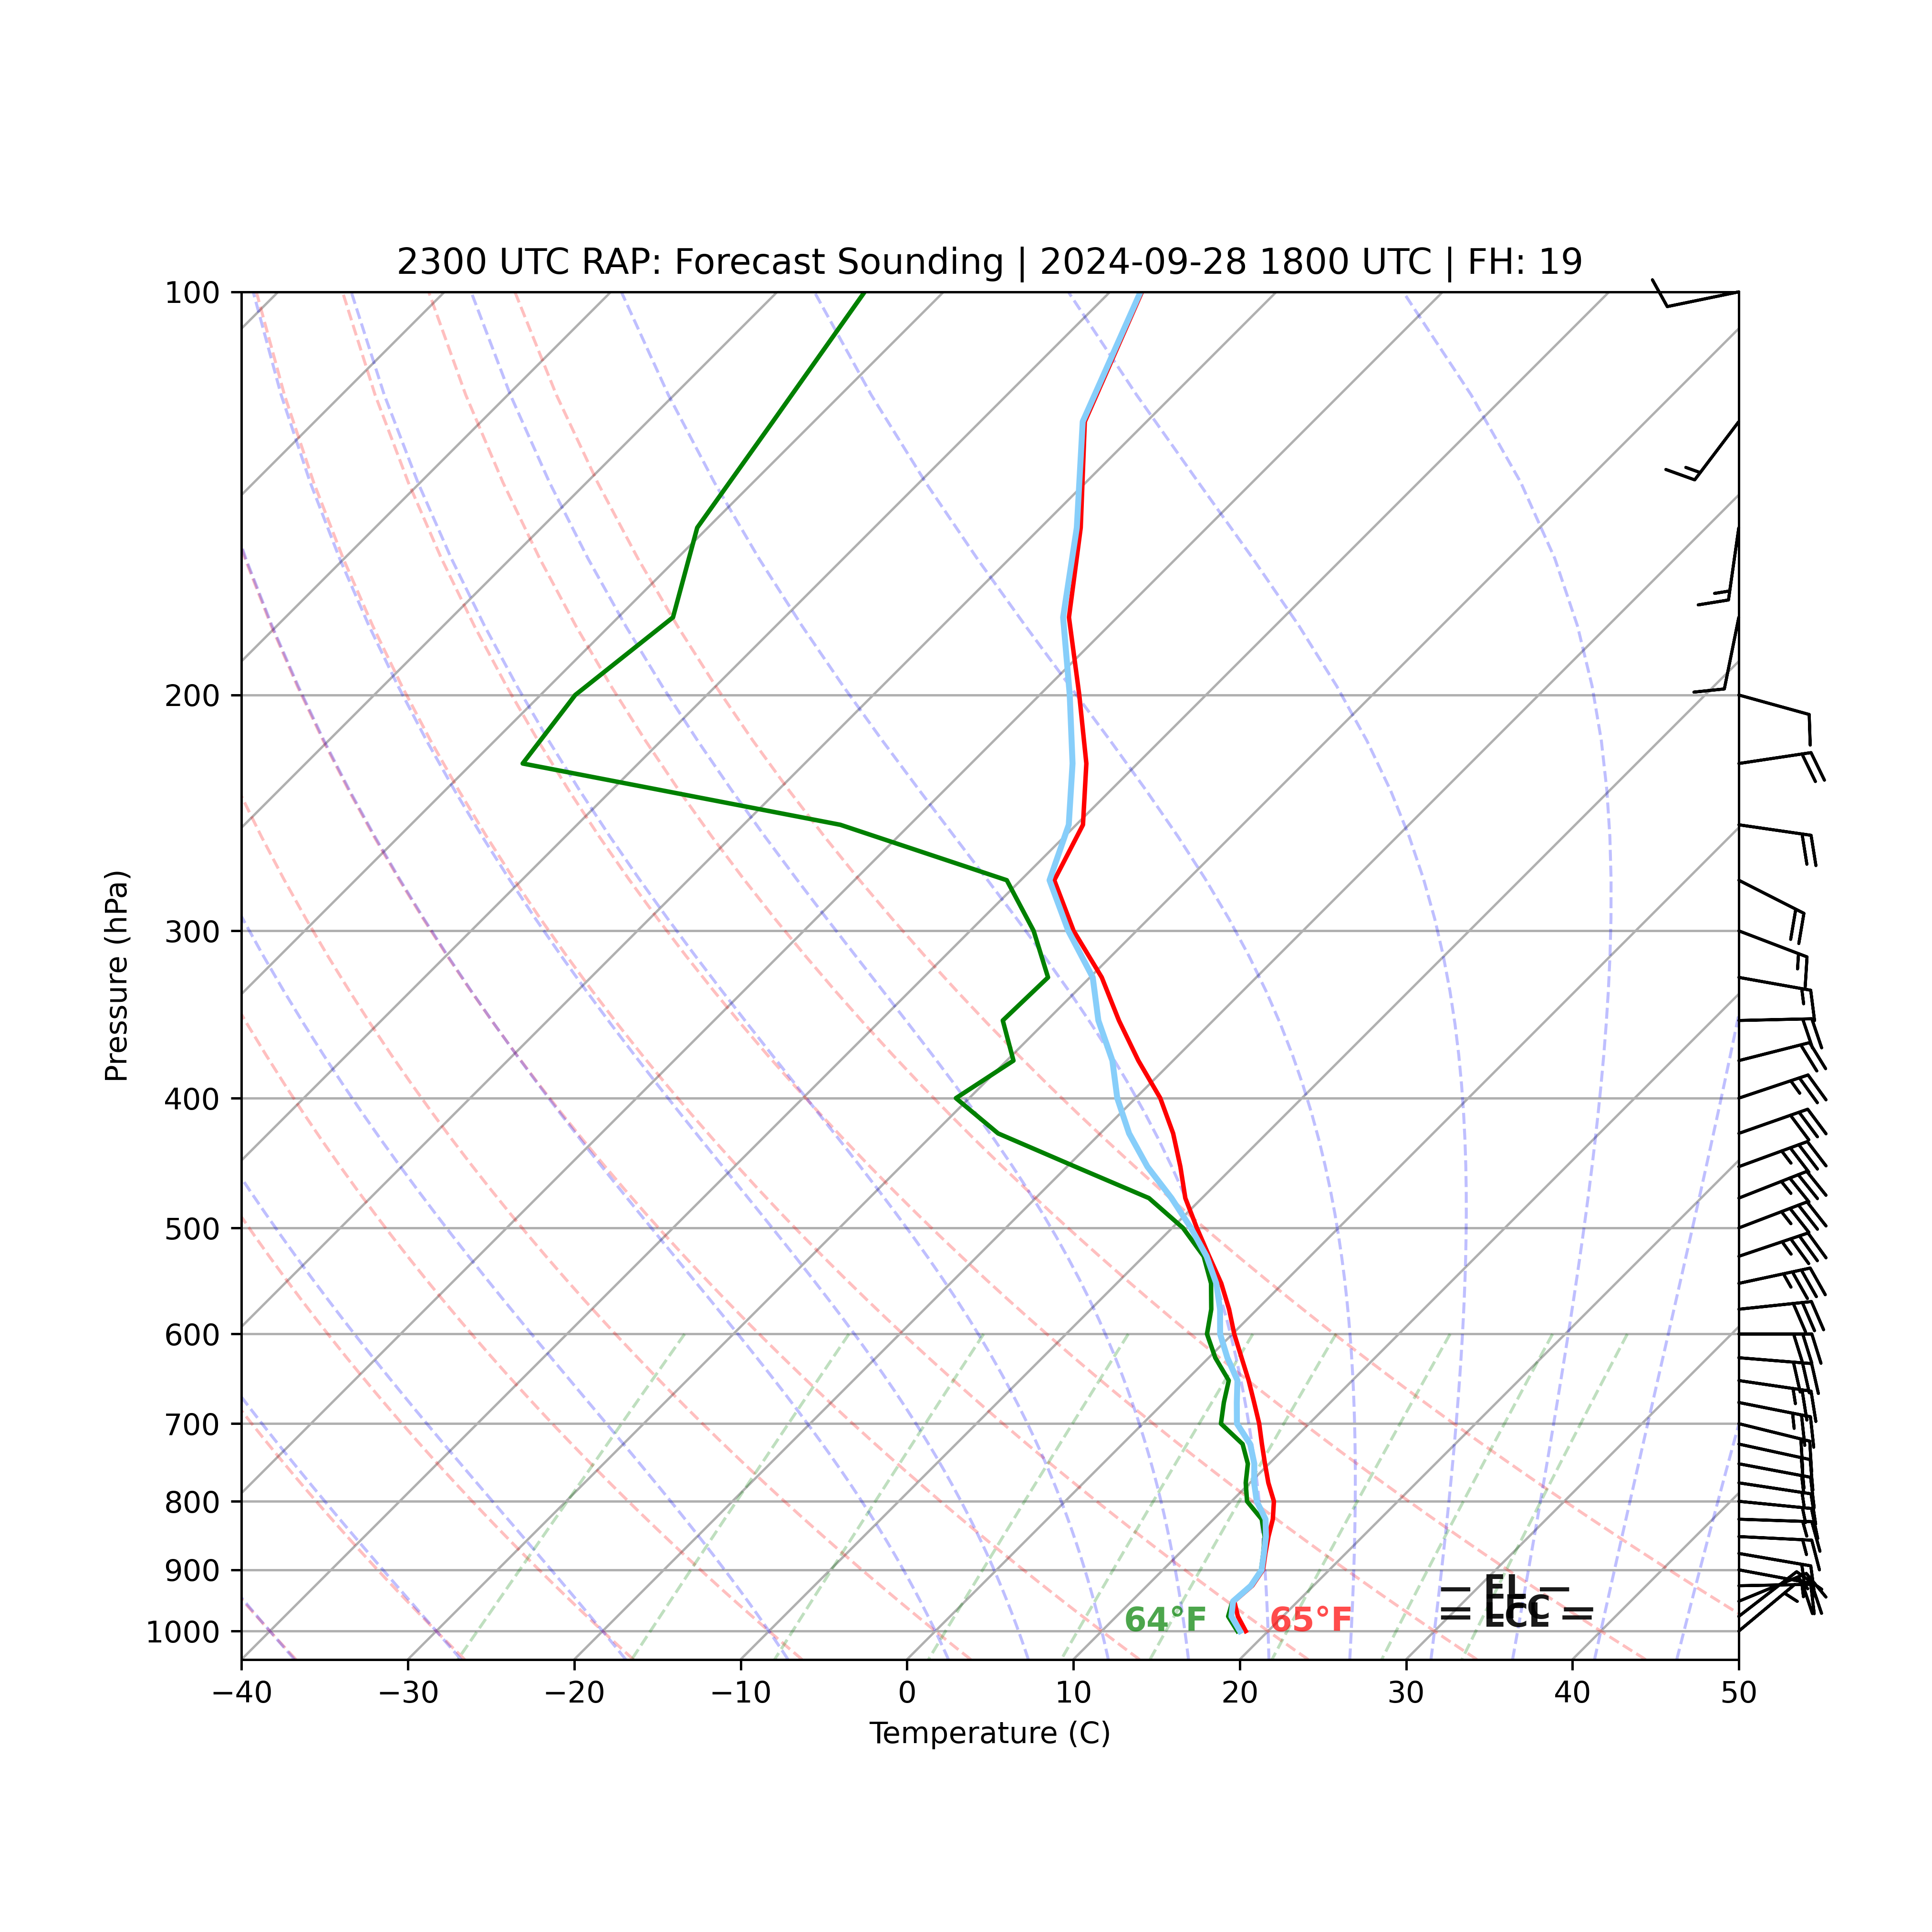 2300 UTC RAP: Forecast Sounding | 2024-09-28 1800 UTC | FH: 19
100
200
300
400
500
600
700
800
900
1000
Pressure (hPa)
64°F 65°F
— EL —
−40 −30 −20 −10 0 10 20 30 40 50
Temperature (C)